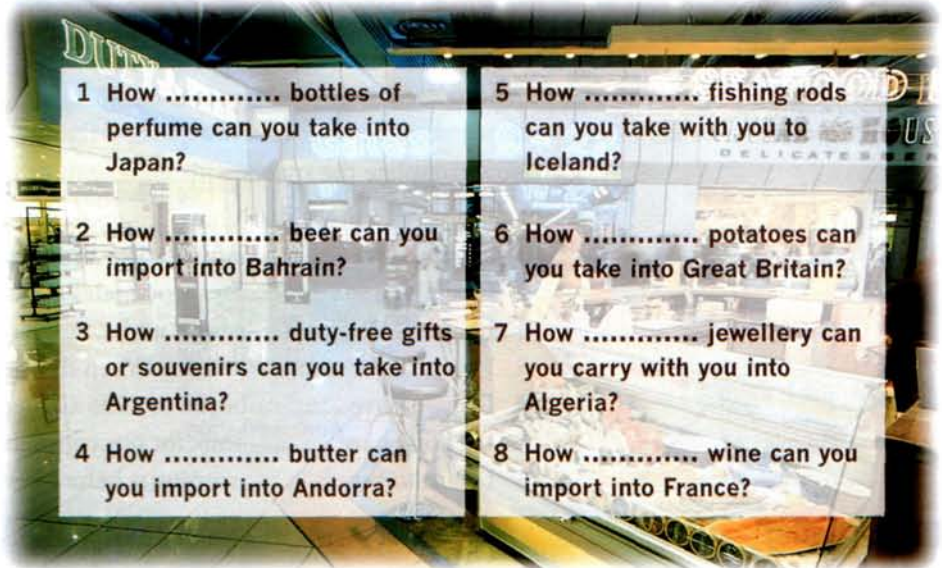 DUTY
1 How ............. bottles of
perfume can you take into
Japan?
2 How ............. beer can you
import into Bahrain?
3 How ............. duty-free gifts
or souvenirs can you take into
Argentina?
4 How ............. butter can
you import into Andorra?
5 How ............. fishing rods
can you take with you to
Iceland?
6 How ............. potatoes can
you take into Great Britain?
7 How ............. jewellery can
you carry with you into
Algeria?
8 How ............. wine can you
import into France?